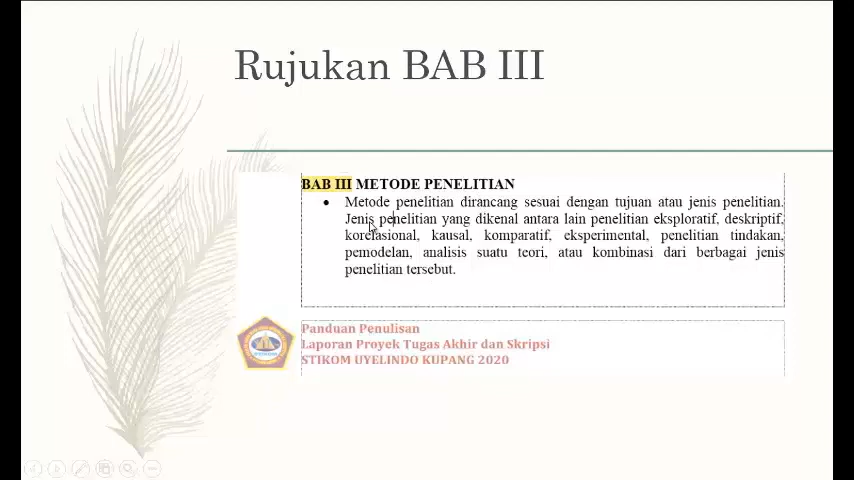 Rujukan BAB III
BAB III METODE PENELITIAN
• Metode penelitian dirancang sesuai dengan tujuan atau jenis penelitian.
Jenis penelitian yang dikenal antara lain penelitian eksploratif, deskriptif,
korelasional, kausal, komparatif, eksperimental, penelitian tindakan,
pemodelan, analisis suatu teori, atau kombinasi dari berbagai jenis
penelitian tersebut.
Panduan Penulisan
Laporan Proyek Tugas Akhir dan Skripsi
STIKOM UYELINDO KUPANG 2020